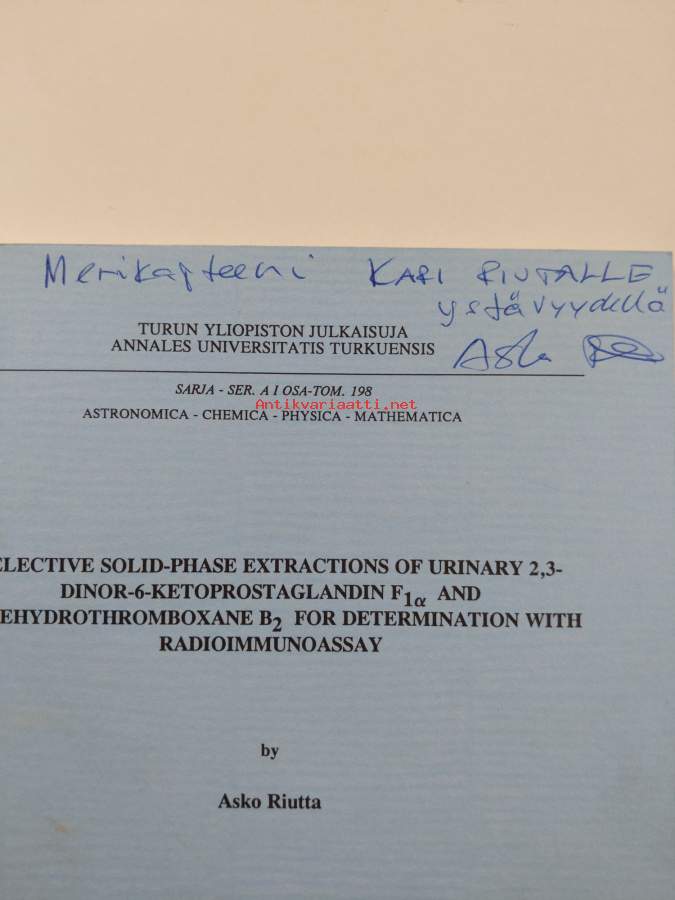 Merikapteeni KARI RIUTALLE
ystävyydellä
TURUN YLIOPISTON JULKAISUJA
ANNALES UNIVERSITATIS TURKUENSIS
Asko
SARJA - SER. A I OSA-TOM. 198
Antikvariaatti.net
ASTRONOMICA - CHEMICA - PHYSICA - MATHEMATICA
ELECTIVE SOLID-PHASE EXTRACTIONS OF URINARY 2,3-
DINOR-6-KETOPROSTAGLANDIN F1α AND
EHYDROTHROMBOXANE B2 FOR DETERMINATION WITH
RADIOIMMUNOASSAY
by
Asko Riutta